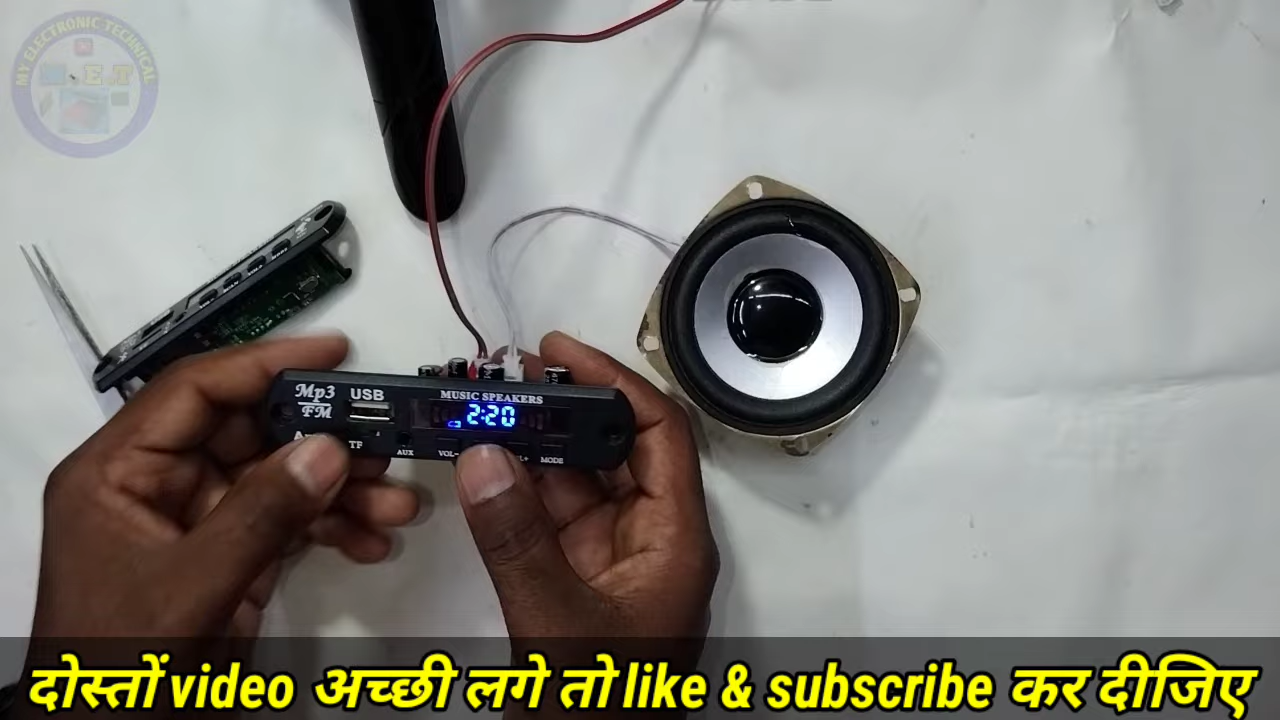 MY ELECTRONIC TECHNICAL
E.T
Mp3
FM
USB
MUSIC SPEAKERS
2:20
TF
AUX
VOL-
MODE
दोस्तों video अच्छी लगे तो like & subscribe कर दीजिए